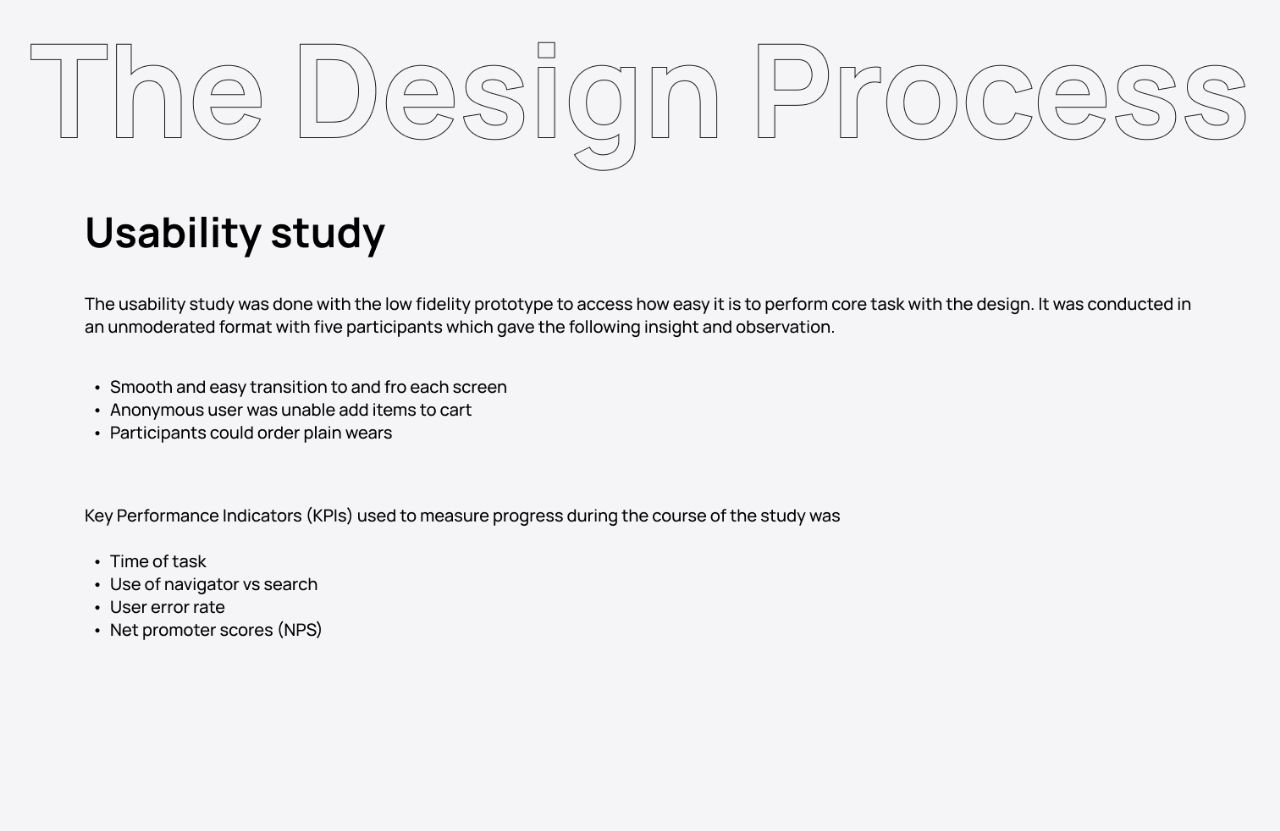 The Design Process
Usability study
The usability study was done with the low fidelity prototype to access how easy it is to perform core task with the design. It was conducted in
an unmoderated format with five participants which gave the following insight and observation.
• Smooth and easy transition to and fro each screen
• Anonymous user was unable add items to cart
• Participants could order plain wears
Key Performance Indicators (KPIs) used to measure progress during the course of the study was
• Time of task
• Use of navigator vs search
• User error rate
• Net promoter scores (NPS)